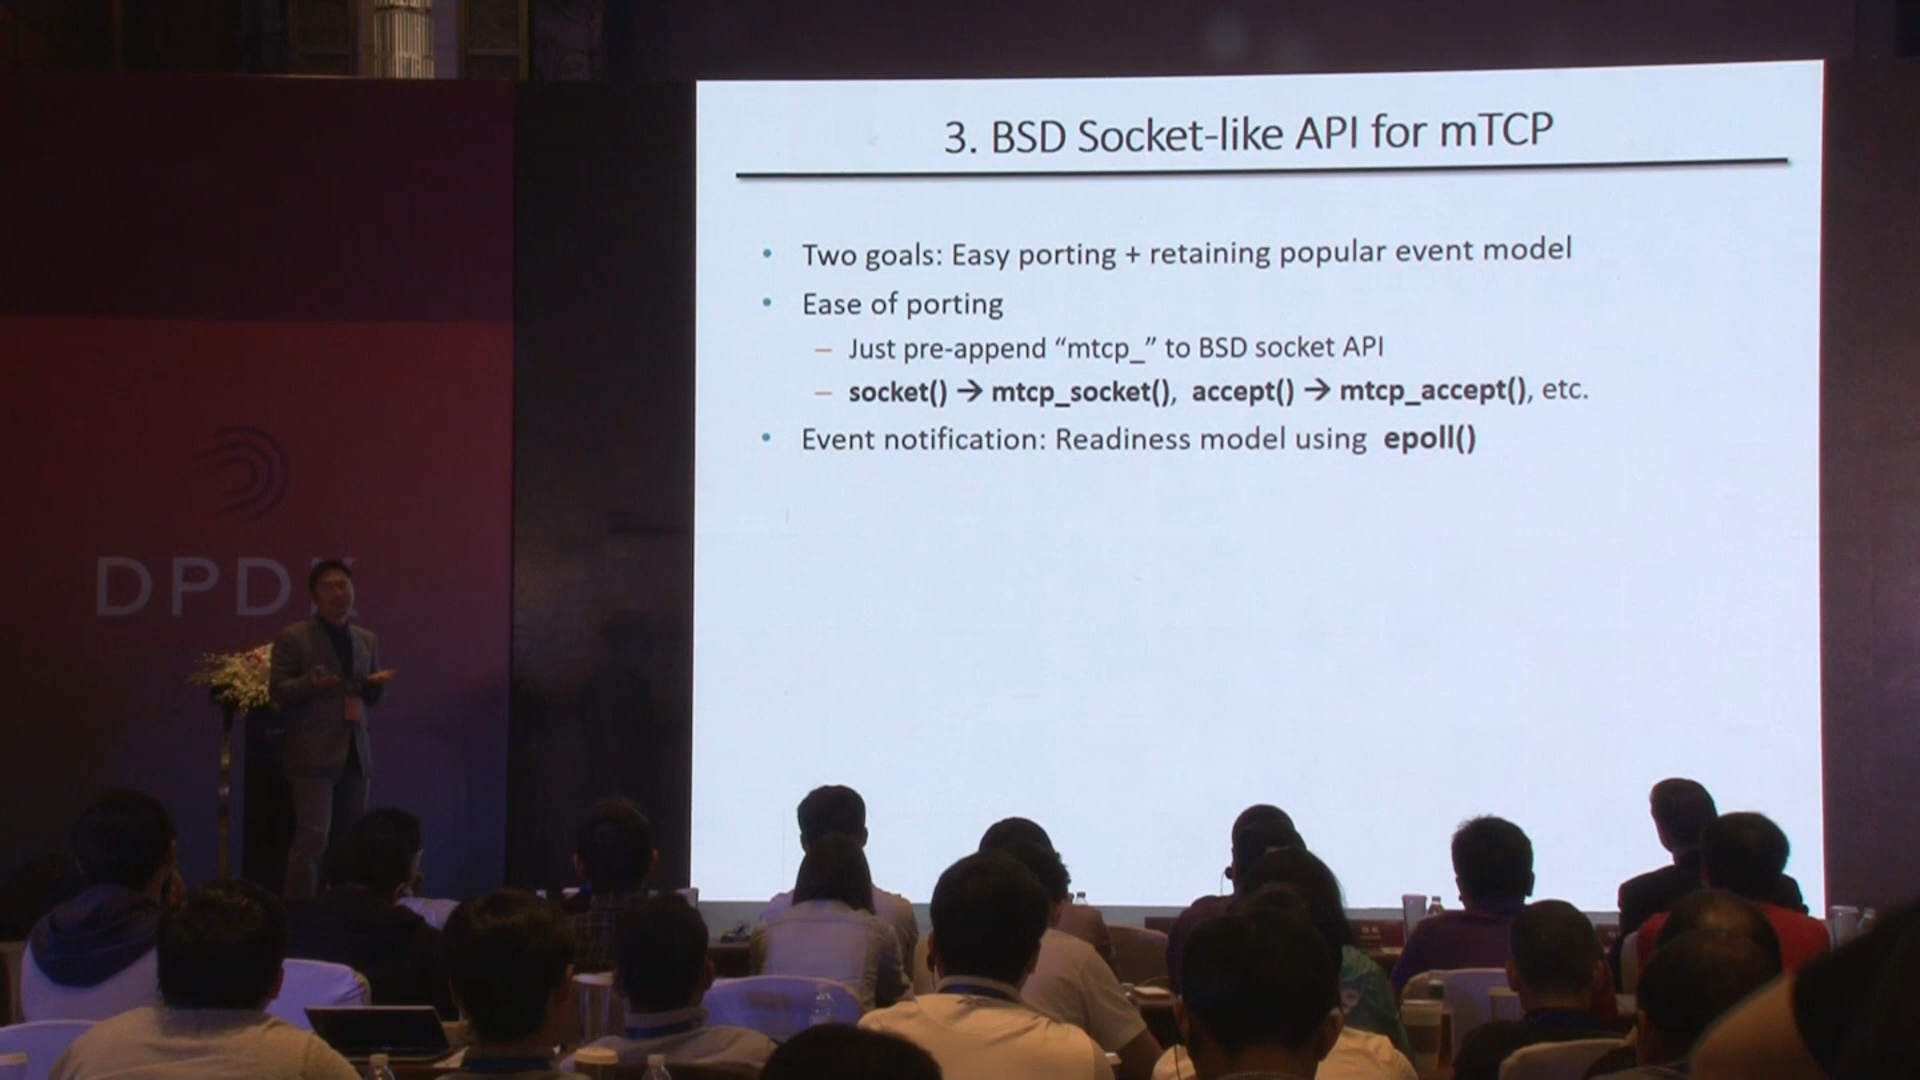 3. BSD Socket-like API for mTCP
• Two goals: Easy porting + retaining popular event model
• Ease of porting
– Just pre-append “mtcp_” to BSD socket API
– socket() → mtcp_socket(), accept() → mtcp_accept(), etc.
• Event notification: Readiness model using epoll()
DPDK